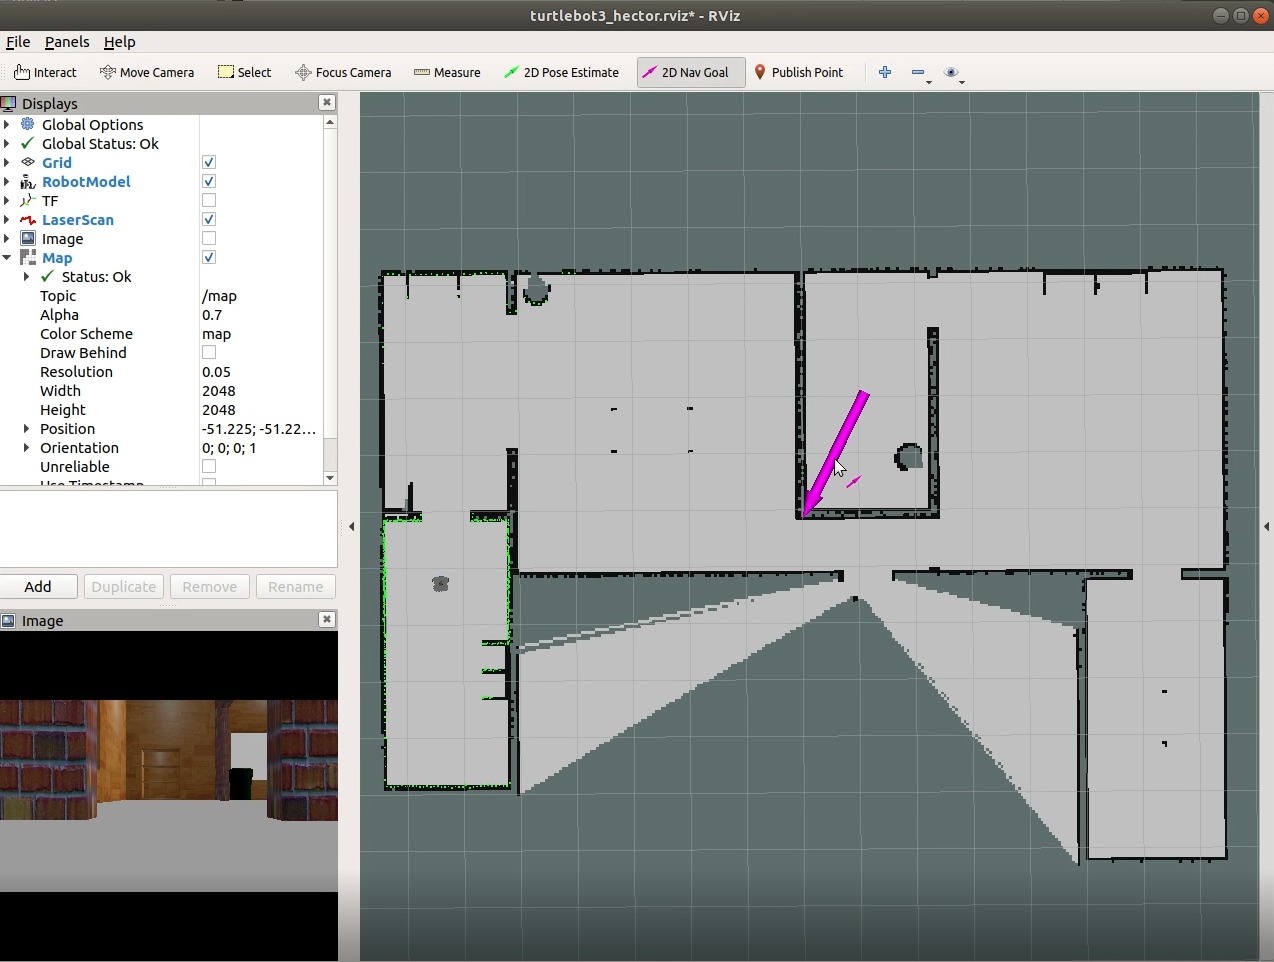 turtlebot3_hector.rviz* - RViz
File Panels Help
Interact Move Camera Select Focus Camera Measure 2D Pose Estimate 2D Nav Goal Publish Point
Displays
Global Options
Global Status: Ok
Grid
RobotModel
TF
LaserScan
Image
Map
Status: Ok
Topic /map
Alpha 0.7
Color Scheme map
Draw Behind
Resolution 0.05
Width 2048
Height 2048
Position -51.225; -51.22...
Orientation 0; 0; 0; 1
Unreliable
Use Timestamp
Add Duplicate Remove Rename
Image